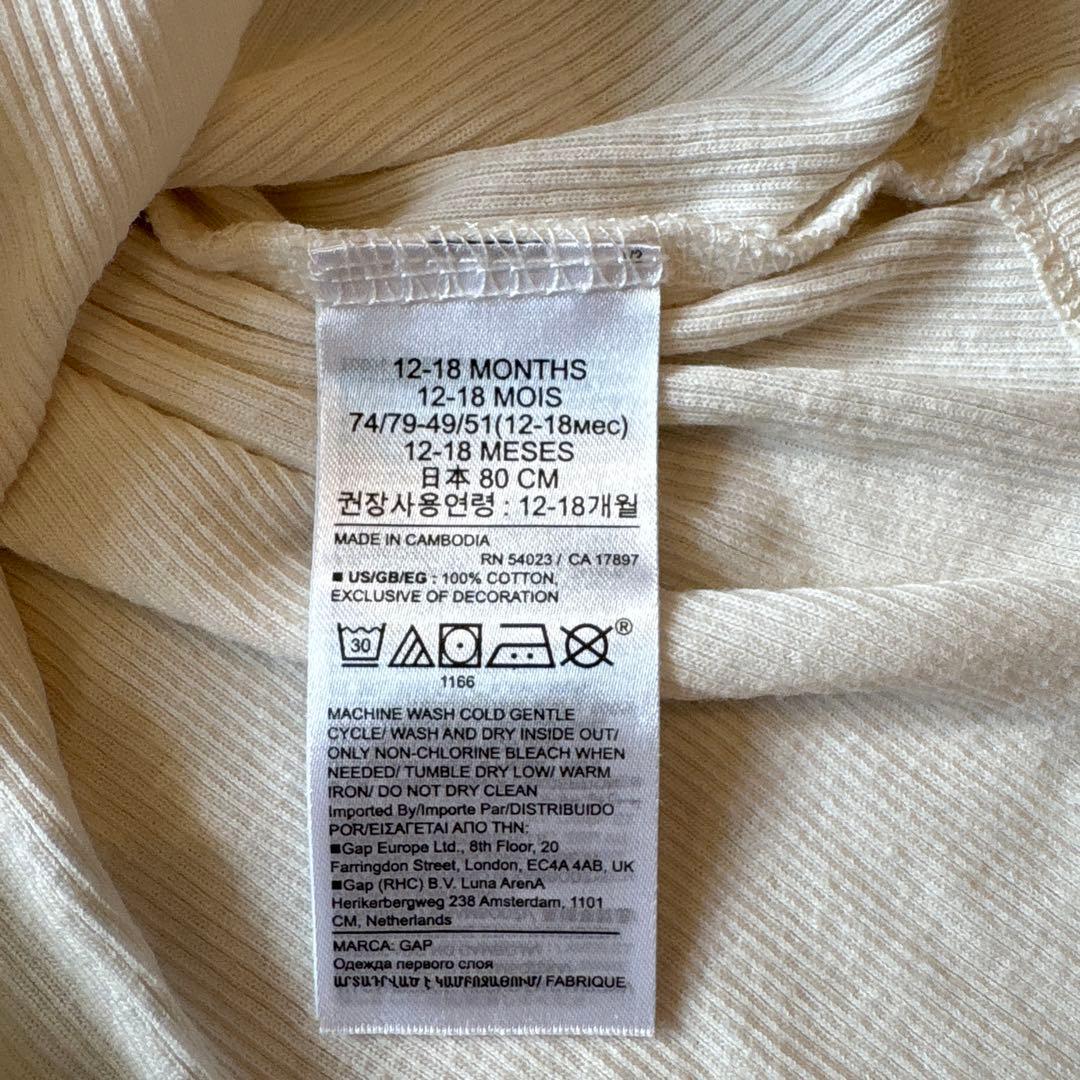 12-18 MONTHS
12-18 MOIS
74/79-49/51(12-18мес)
12-18 MESES
日本 80 CM
권장사용연령 : 12-18개월
MADE IN CAMBODIA
RN 54023 / CA 17897
■ US/GB/EG : 100% COTTON,
EXCLUSIVE OF DECORATION
30 ®
1166
MACHINE WASH COLD GENTLE
CYCLE/ WASH AND DRY INSIDE OUT/
ONLY NON-CHLORINE BLEACH WHEN
NEEDED/ TUMBLE DRY LOW/ WARM
IRON/ DO NOT DRY CLEAN
Imported By/Importe Par/DISTRIBUIDO
POR/ΕΙΣΑΓΕΤΑΙ ΑΠΟ ΤΗΝ:
■Gap Europe Ltd., 8th Floor, 20
Farringdon Street, London, EC4A 4AB, UK
■Gap (RHC) B.V. Luna ArenA
Herikerbergweg 238 Amsterdam, 1101
CM, Netherlands
MARCA: GAP
Одежда первого слоя
ԱՐՏԱԴՐՎԱԾ Է ԿԱՄԲՈՋԱՅՈՒՄ/ FABRIQUE